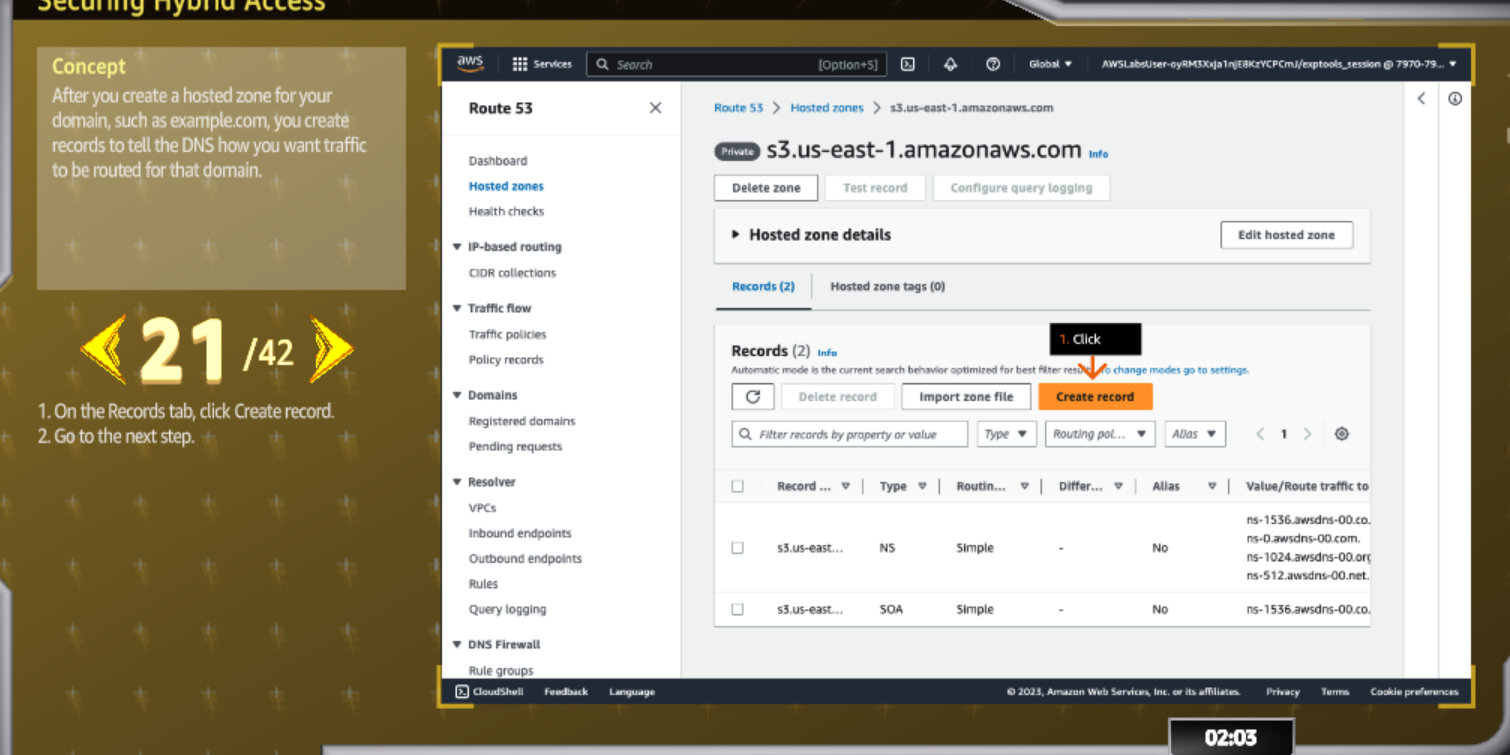 Securing Hybrid Access
Concept
After you create a hosted zone for your
domain, such as example.com, you create
records to tell the DNS how you want traffic
to be routed for that domain.
21 /42
1. On the Records tab, click Create record.
2. Go to the next step.
aws Services Search [Option+S] Global AWSLabsUser-oyRM3Xxja1njE8KzYCPCmJ/exptools_session @ 7970-79...
Route 53
Dashboard
Hosted zones
Health checks
IP-based routing
CIDR collections
Traffic flow
Traffic policies
Policy records
Domains
Registered domains
Pending requests
Resolver
VPCs
Inbound endpoints
Outbound endpoints
Rules
Query logging
DNS Firewall
Rule groups
Route 53 > Hosted zones > s3.us-east-1.amazonaws.com
Private s3.us-east-1.amazonaws.com Info
Delete zone Test record Configure query logging
Hosted zone details Edit hosted zone
Records (2) Hosted zone tags (0)
1. Click
Records (2) Info
Automatic mode is the current search behavior optimized for best filter resu o change modes go to settings.
Delete record Import zone file Create record
Filter records by property or value Type Routing pol... Alias < 1 >
Record ... Type Routin... Differ... Alias Value/Route traffic to
s3.us-east... NS Simple - No
ns-1536.awsdns-00.co.
ns-0.awsdns-00.com.
ns-1024.awsdns-00.org
ns-512.awsdns-00.net.
s3.us-east... SOA Simple - No ns-1536.awsdns-00.co.
CloudShell Feedback Language © 2023, Amazon Web Services, Inc. or its affiliates. Privacy Terms Cookie preferences
02:03